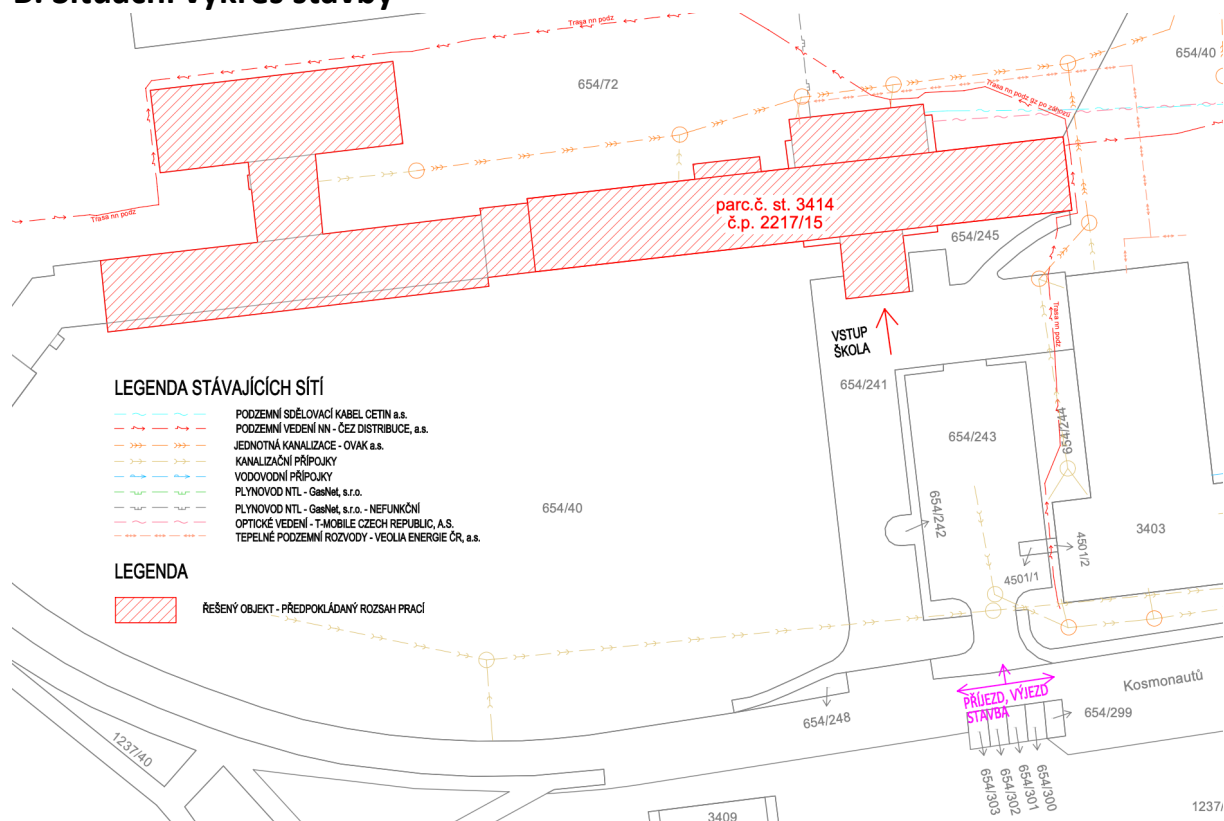 D. Situační výkres stavby
Trasa nn podz
654/72
654/40
Trasa nn podz gz po záhozu
Trasa nn podz
parc.č. st. 3414
č.p. 2217/15
654/245
Trasa nn podz
VSTUP
ŠKOLA
654/241
654/243
654/244
654/242
4501/1
4501/2
3403
LEGENDA STÁVAJÍCÍCH SÍTÍ
PODZEMNÍ SDĚLOVACÍ KABEL CETIN a.s.
PODZEMNÍ VEDENÍ NN - ČEZ DISTRIBUCE, a.s.
JEDNOTNÁ KANALIZACE - OVAK a.s.
KANALIZAČNÍ PŘÍPOJKY
VODOVODNÍ PŘÍPOJKY
PLYNOVOD NTL - GasNet, s.r.o.
PLYNOVOD NTL - GasNet, s.r.o. - NEFUNKČNÍ
OPTICKÉ VEDENÍ - T-MOBILE CZECH REPUBLIC, A.S.
TEPELNÉ PODZEMNÍ ROZVODY - VEOLIA ENERGIE ČR, a.s.
654/40
LEGENDA
ŘEŠENÝ OBJEKT - PŘEDPOKLÁDANÝ ROZSAH PRACÍ
Kosmonautů
PŘÍJEZD, VÝJEZD
STAVBA
654/299
654/248
1237/40
654/303
654/302
654/301
654/300
3409
1237/